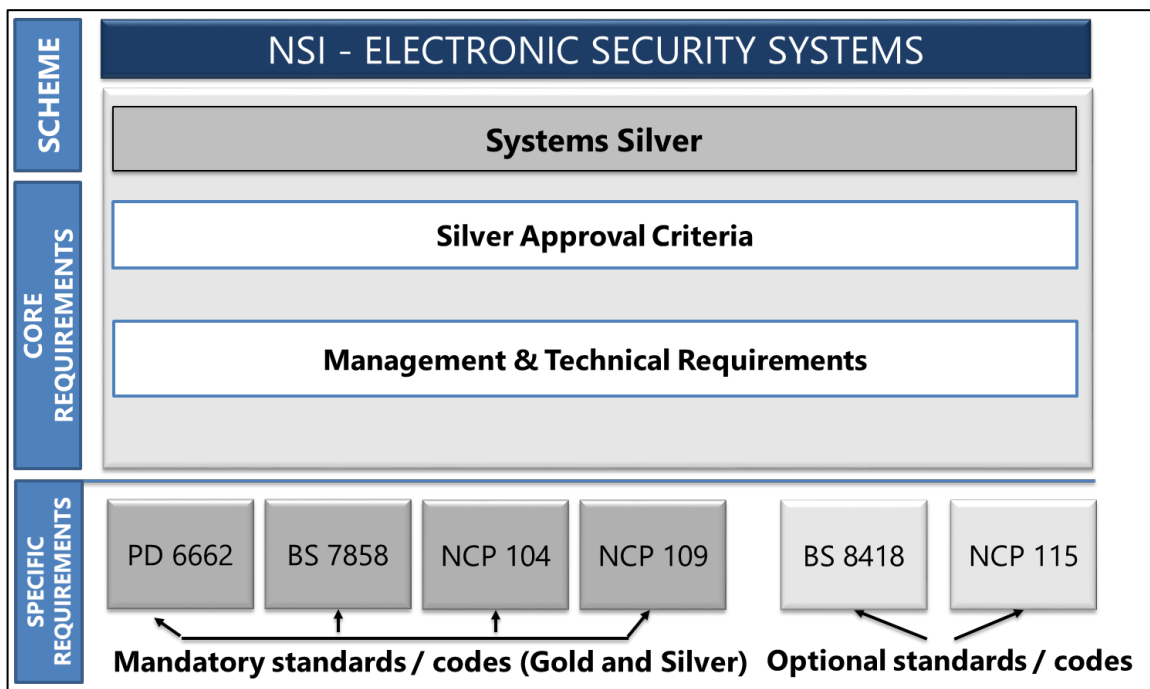 SCHEME
NSI - ELECTRONIC SECURITY SYSTEMS
Systems Silver
CORE
REQUIREMENTS
Silver Approval Criteria
Management & Technical Requirements
SPECIFIC
REQUIREMENTS
PD 6662
BS 7858
NCP 104
NCP 109
BS 8418
NCP 115
Mandatory standards / codes (Gold and Silver)
Optional standards / codes